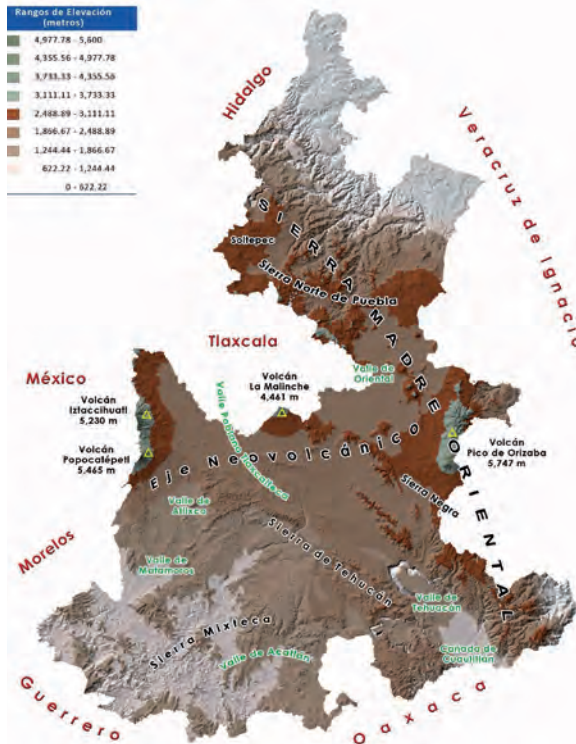 Rangos de Elevación
(metros)
4,977.78 - 5,600
4,355.56 - 4,977.78
3,733.33 - 4,355.56
3,111.11 - 3,733.33
2,488.89 - 3,111.11
1,866.67 - 2,488.89
1,244.44 - 1,866.67
622.22 - 1,244.44
0 - 622.22
Hidalgo
Veracruz de Ignacio
SIERRA MADRE ORIENTAL
Soltepec
Sierra Norte de Puebla
Tlaxcala
Valle de
Oriental
México
Volcán
Iztaccíhuatl
5,230 m
Volcán
La Malinche
4,461 m
Valle Poblano Tlaxcalteca
Volcán
Popocatépetl
5,465 m
Eje Neovolcánico
Volcán
Pico de Orizaba
5,747 m
Sierra Negra
Valle de
Atlixco
Morelos
Valle de
Matamoros
Sierra de Tehucán
Valle de
Tehuacán
Sierra Mixteca
Valle de Acatlán
Cañada de
Cuautitlán
Guerrero
Oaxaca